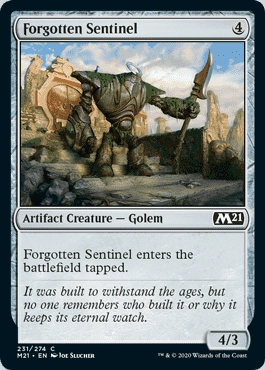 Forgotten Sentinel 4
Artifact Creature — Golem M21
Forgotten Sentinel enters the
battlefield tapped.
It was built to withstand the ages, but
no one remembers who built it or why it
keeps its eternal watch.
4/3
231/274 C
M21 • EN Joe Slucher ™ & © 2020 Wizards of the Coast